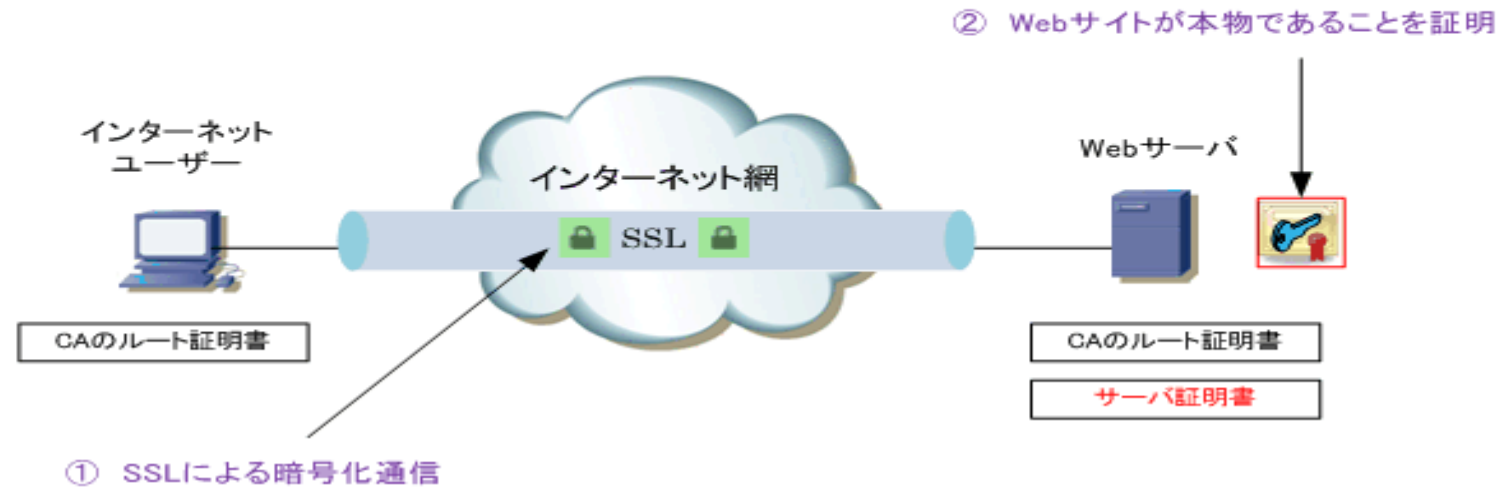 ② Webサイトが本物であることを証明
インターネット
ユーザー
インターネット網
Webサーバ
SSL
CAのルート証明書
CAのルート証明書
サーバ証明書
① SSLによる暗号化通信